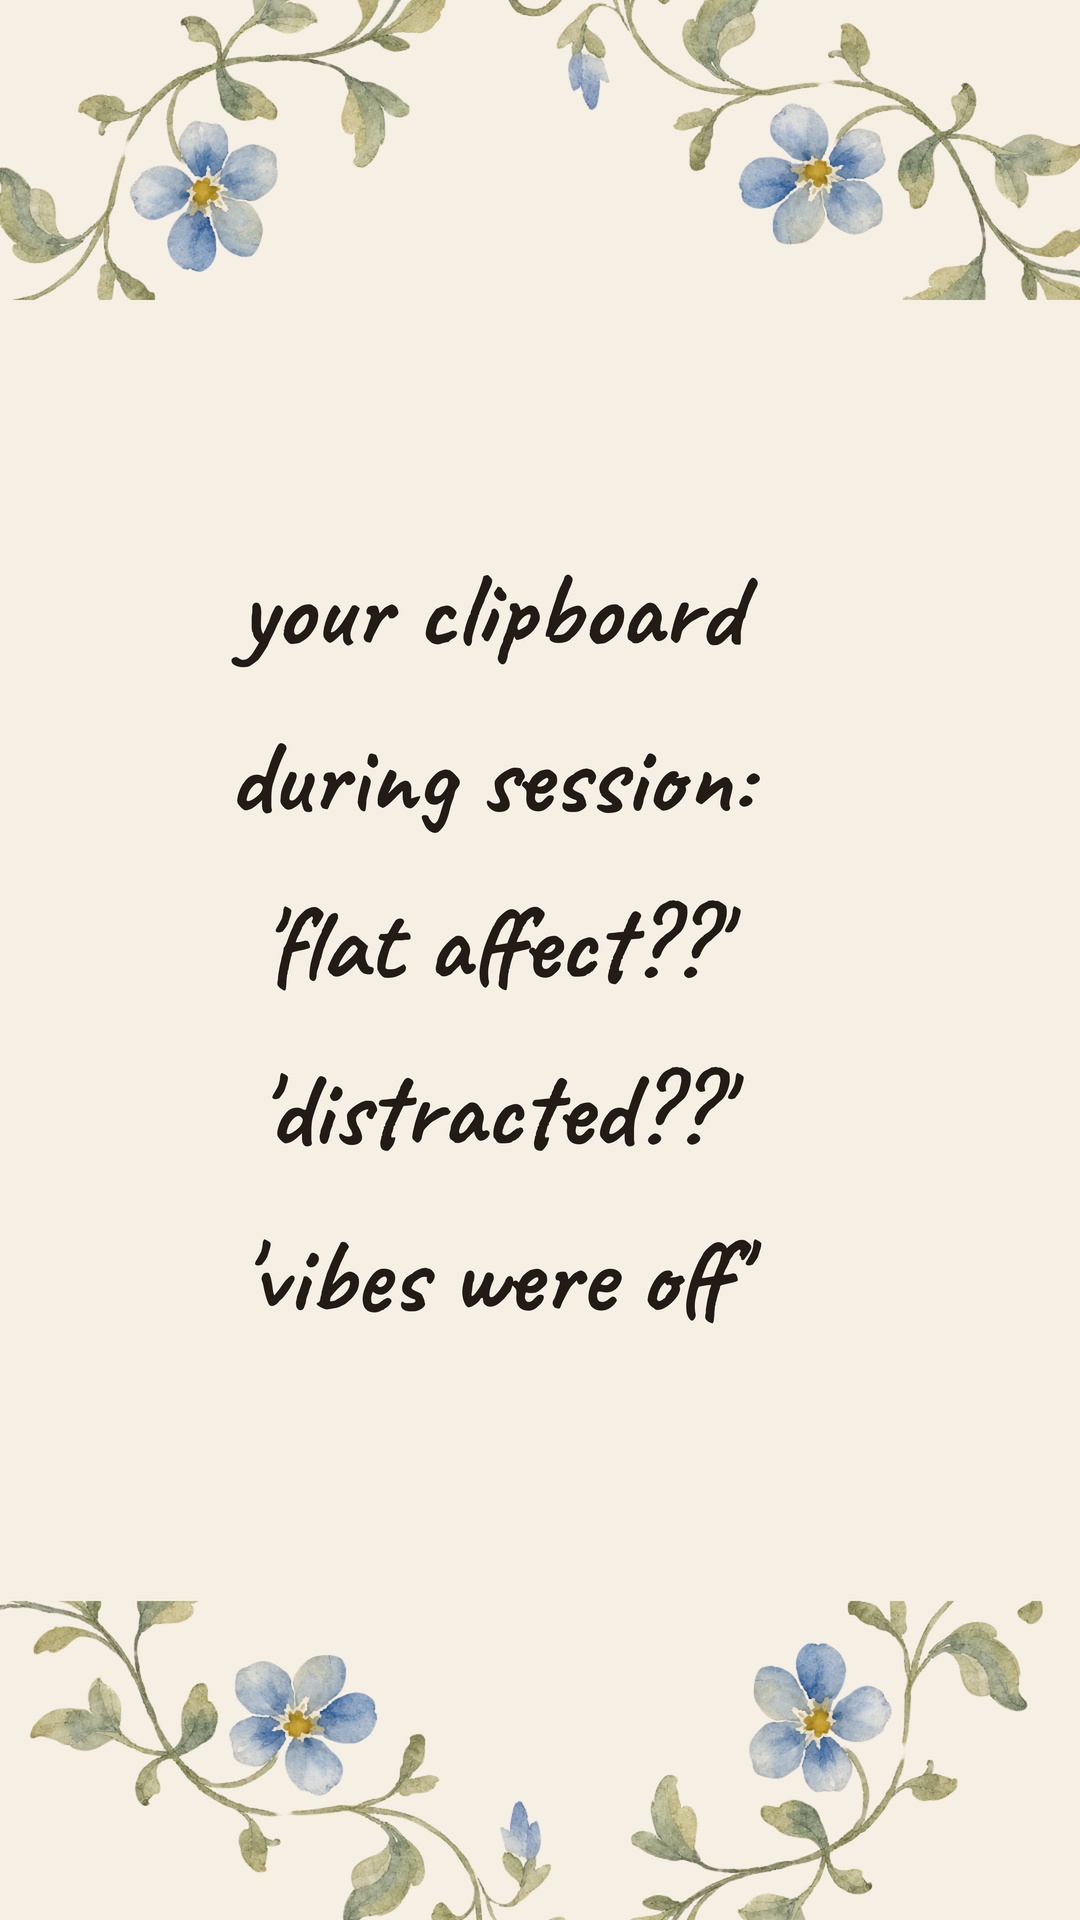 your clipboard
during session:
'flat affect??'
'distracted??'
'vibes were off'